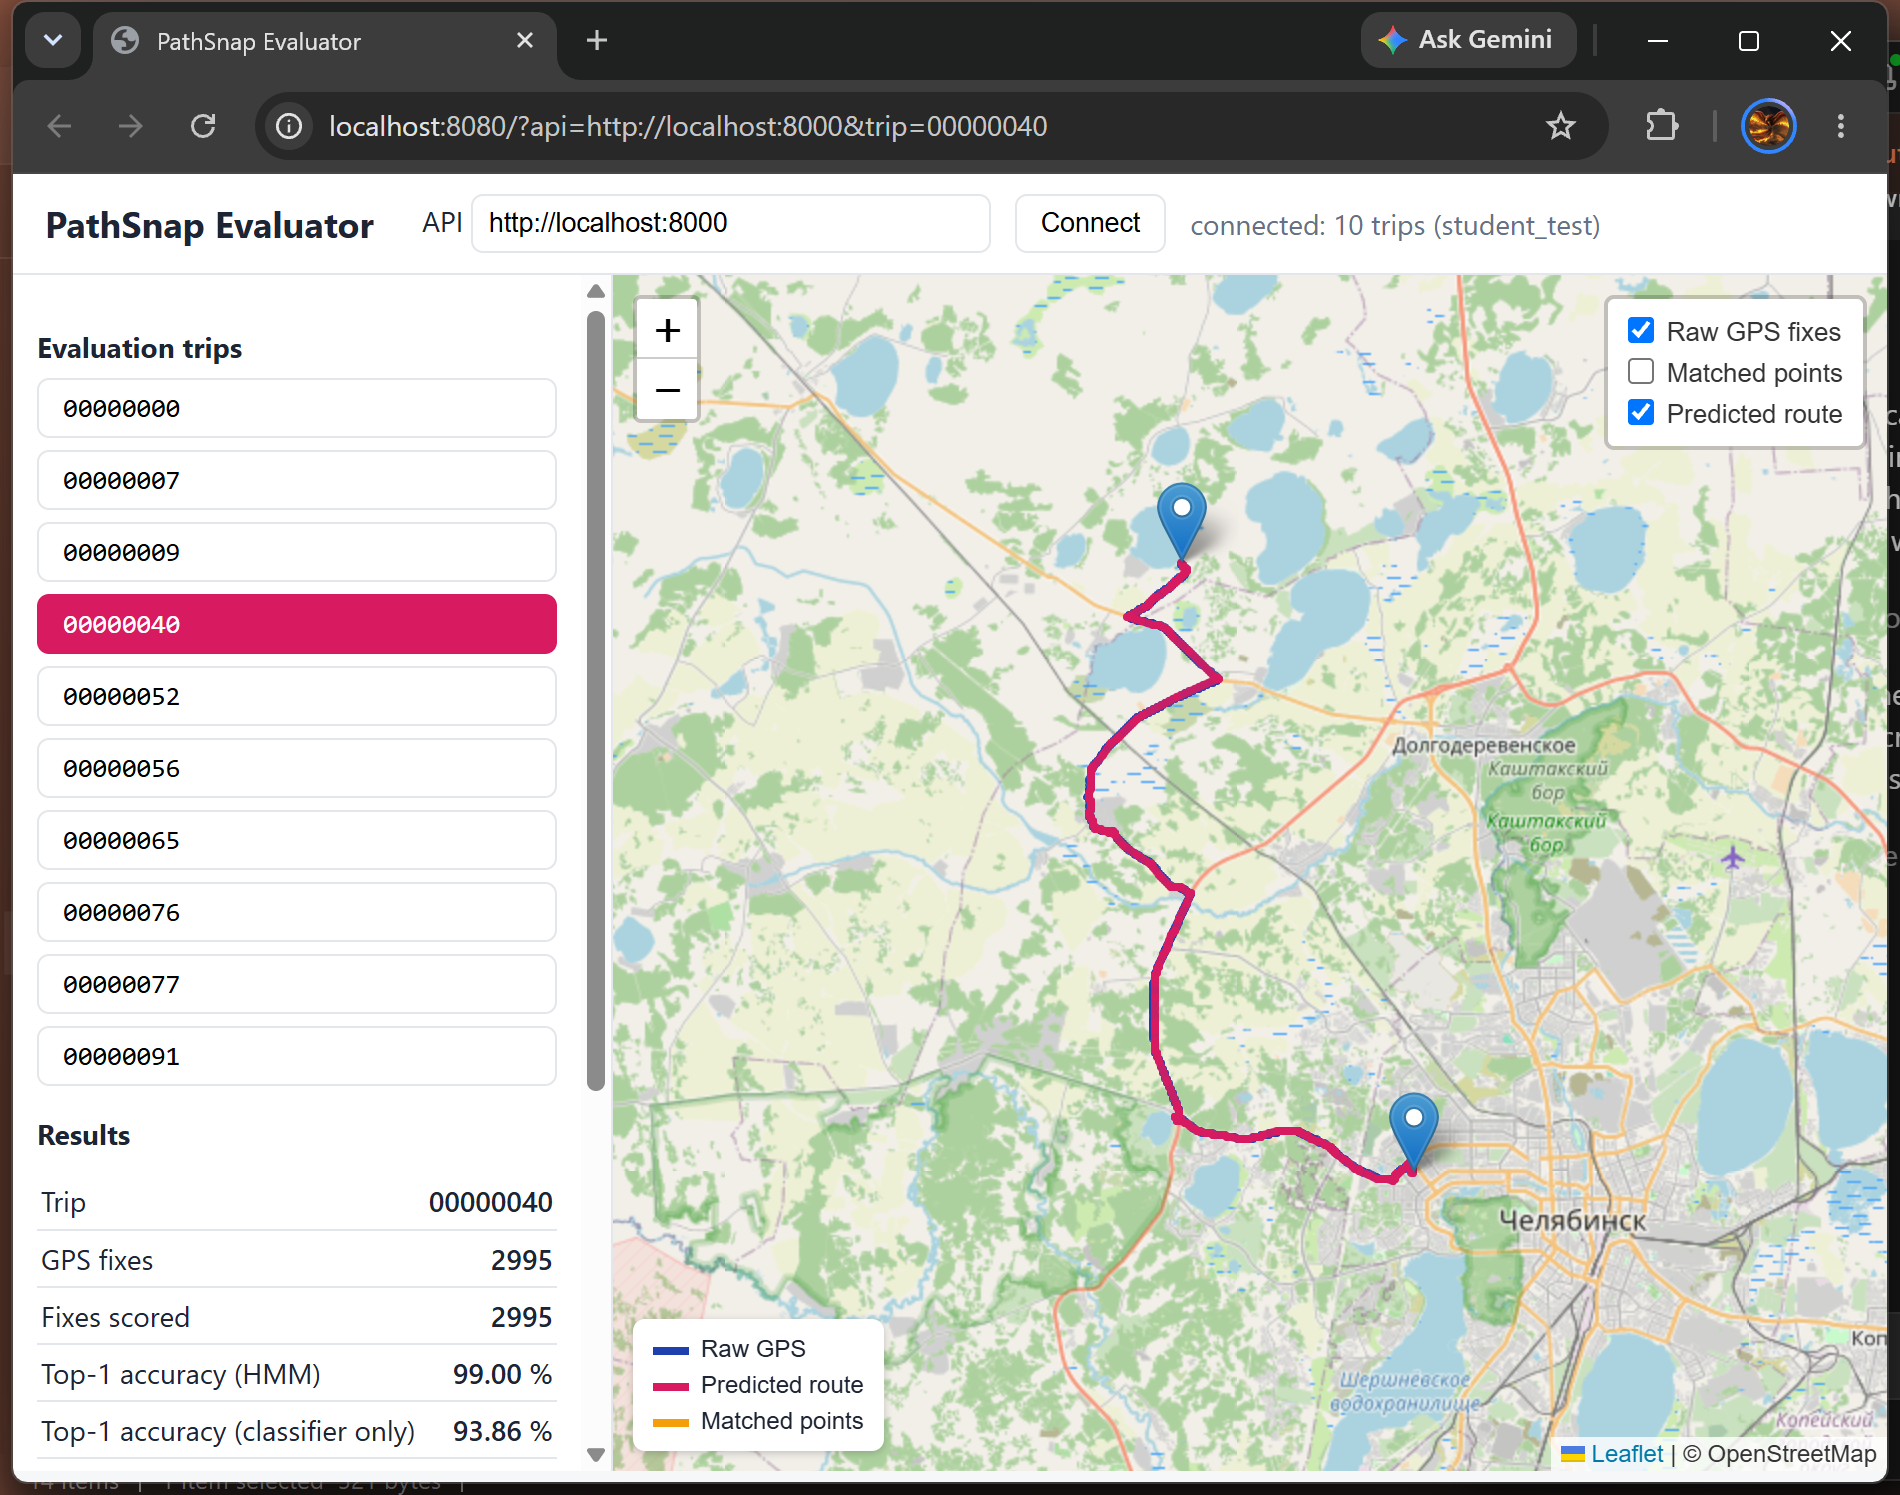 PathSnap Evaluator
Ask Gemini
localhost:8080/?api=http://localhost:8000&trip=00000040
PathSnap Evaluator
API
http://localhost:8000
Connect
connected: 10 trips (student_test)
Evaluation trips
00000000
00000007
00000009
00000040
00000052
00000056
00000065
00000076
00000077
00000091
Results
Trip 00000040
GPS fixes 2995
Fixes scored 2995
Top-1 accuracy (HMM) 99.00 %
Top-1 accuracy (classifier only) 93.86 %
+
−
Raw GPS fixes
Matched points
Predicted route
Долгодеревенское
Каштакский
бор
Каштакский
бор
Челябинск
Коп
Шершневское
водохранилище
Копейский
Raw GPS
Predicted route
Matched points
Leaflet | © OpenStreetMap